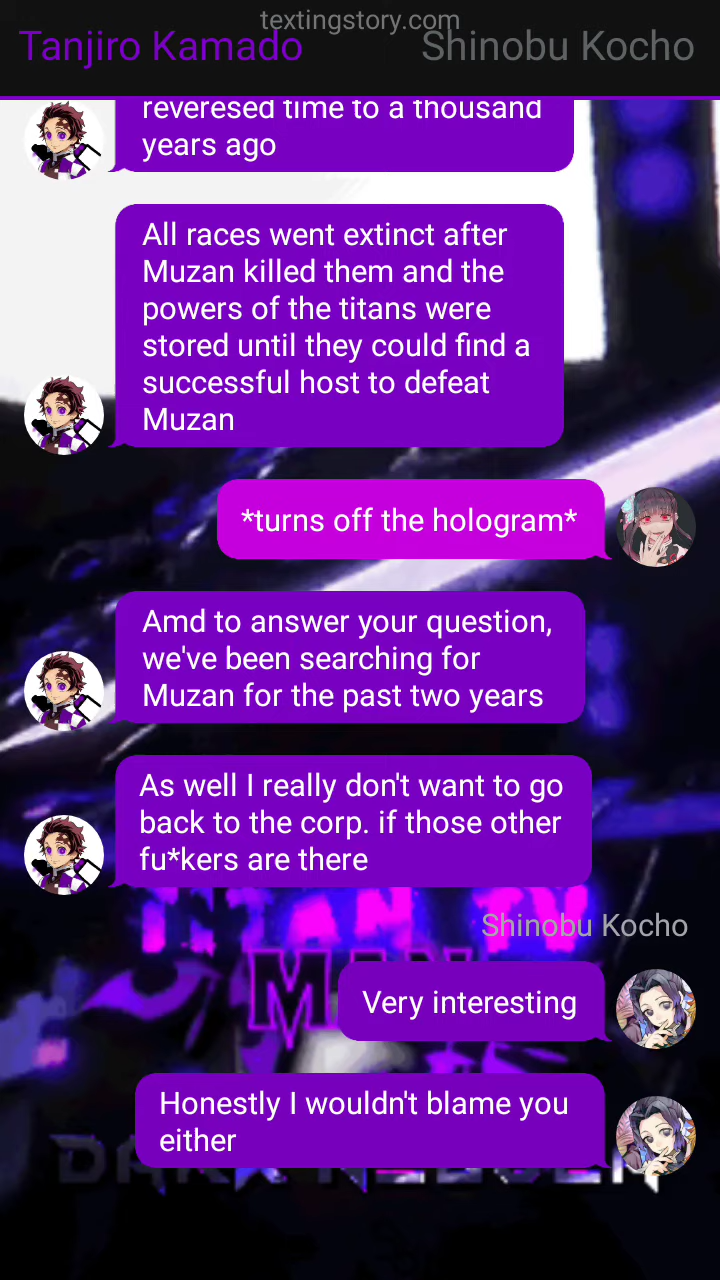 textingstory.com
Tanjiro Kamado
Shinobu Kocho
reveresed time to a thousand
years ago
All races went extinct after
Muzan killed them and the
powers of the titans were
stored until they could find a
successful host to defeat
Muzan
*turns off the hologram*
Amd to answer your question,
we've been searching for
Muzan for the past two years
As well I really don't want to go
back to the corp. if those other
fu*kers are there
TITAN TV
Shinobu Kocho
MAN
Very interesting
Honestly I wouldn't blame you
either